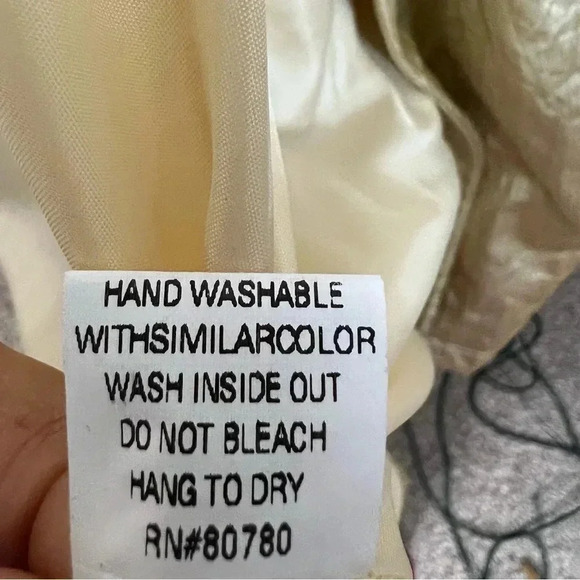 HAND WASHABLE
WITHSIMILARCOLOR
WASH INSIDE OUT
DO NOT BLEACH
HANG TO DRY
RN#80780